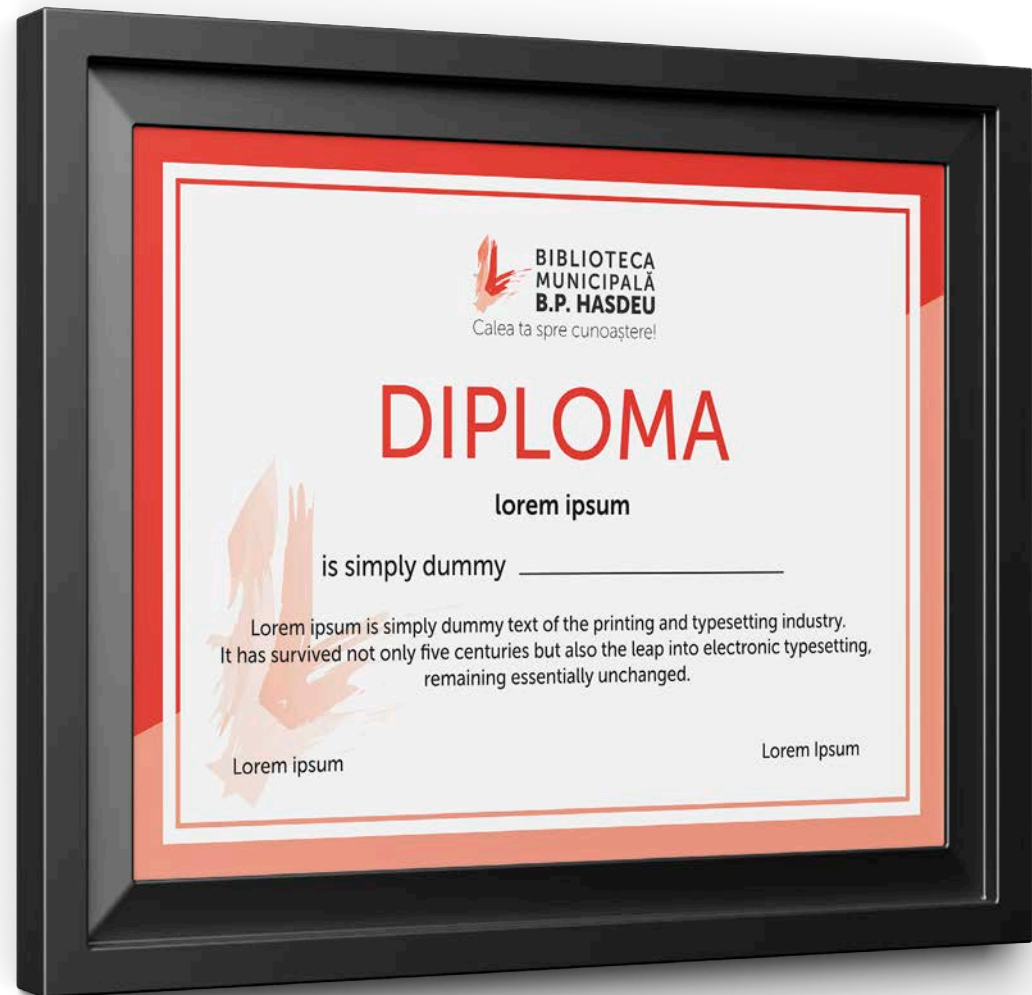 BIBLIOTECA
MUNICIPALĂ
B.P. HASDEU
Calea ta spre cunoaștere!
DIPLOMA
lorem ipsum
is simply dummy
Lorem ipsum is simply dummy text of the printing and typesetting industry.
It has survived not only five centuries but also the leap into electronic typesetting,
remaining essentially unchanged.
Lorem ipsum
Lorem Ipsum